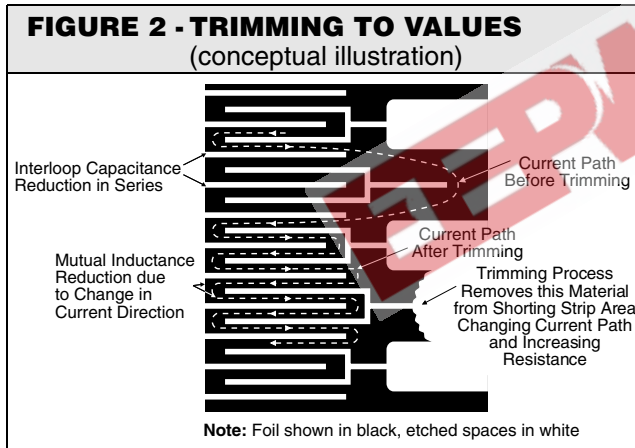 FIGURE 2 - TRIMMING TO VALUES
(conceptual illustration)
Interloop Capacitance
Reduction in Series
Current Path
Before Trimming
Current Path
After Trimming
Mutual Inductance
Reduction due
to Change in
Current Direction
Trimming Process
Removes this Material
from Shorting Strip Area
Changing Current Path
and Increasing
Resistance
Note: Foil shown in black, etched spaces in white